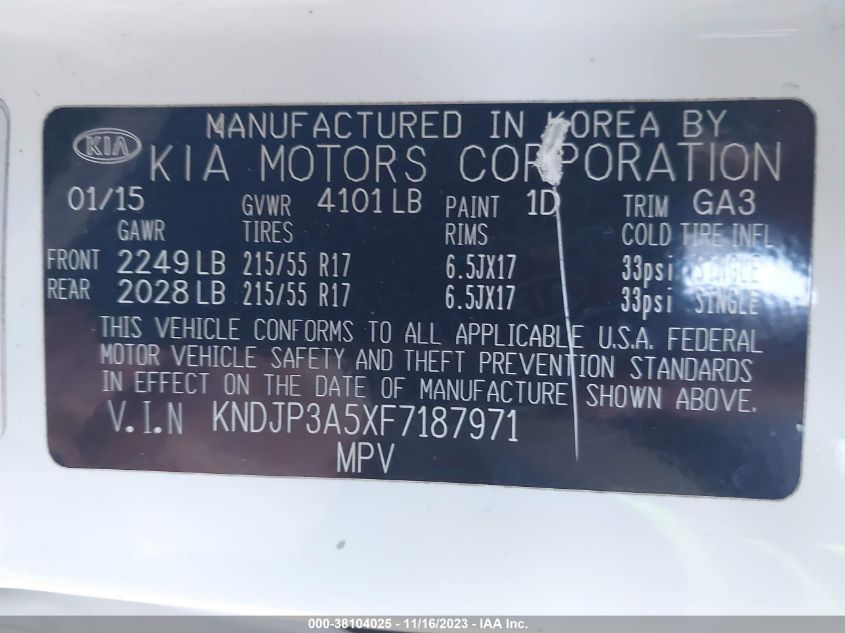 MANUFACTURED IN KOREA BY
KIA
KIA MOTORS CORPORATION
01/15 GVWR 4101 LB PAINT 1D TRIM GA3
GAWR TIRES RIMS COLD TIRE INFL
FRONT 2249 LB 215/55 R17 6.5JX17 33psi SINGLE
REAR 2028 LB 215/55 R17 6.5JX17 33psi SINGLE
THIS VEHICLE CONFORMS TO ALL APPLICABLE U.S.A. FEDERAL
MOTOR VEHICLE SAFETY AND THEFT PREVENTION STANDARDS
IN EFFECT ON THE DATE OF MANUFACTURE SHOWN ABOVE.
V.I.N KNDJP3A5XF7187971
MPV
000-38104025 - 11/16/2023 - IAA Inc.